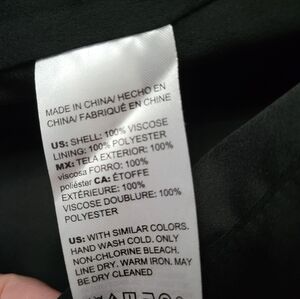 MADE IN CHINA/ HECHO EN
CHINA/ FABRIQUÉ EN CHINE
US: SHELL: 100% VISCOSE
LINING: 100% POLYESTER
MX: TELA EXTERIOR: 100%
viscosa FORRO: 100%
poliéster CA: ÉTOFFE
EXTÉRIEURE: 100%
VISCOSE DOUBLURE: 100%
POLYESTER
US: WITH SIMILAR COLORS.
HAND WASH COLD. ONLY
NON-CHLORINE BLEACH.
LINE DRY. WARM IRON. MAY
BE DRY CLEANED